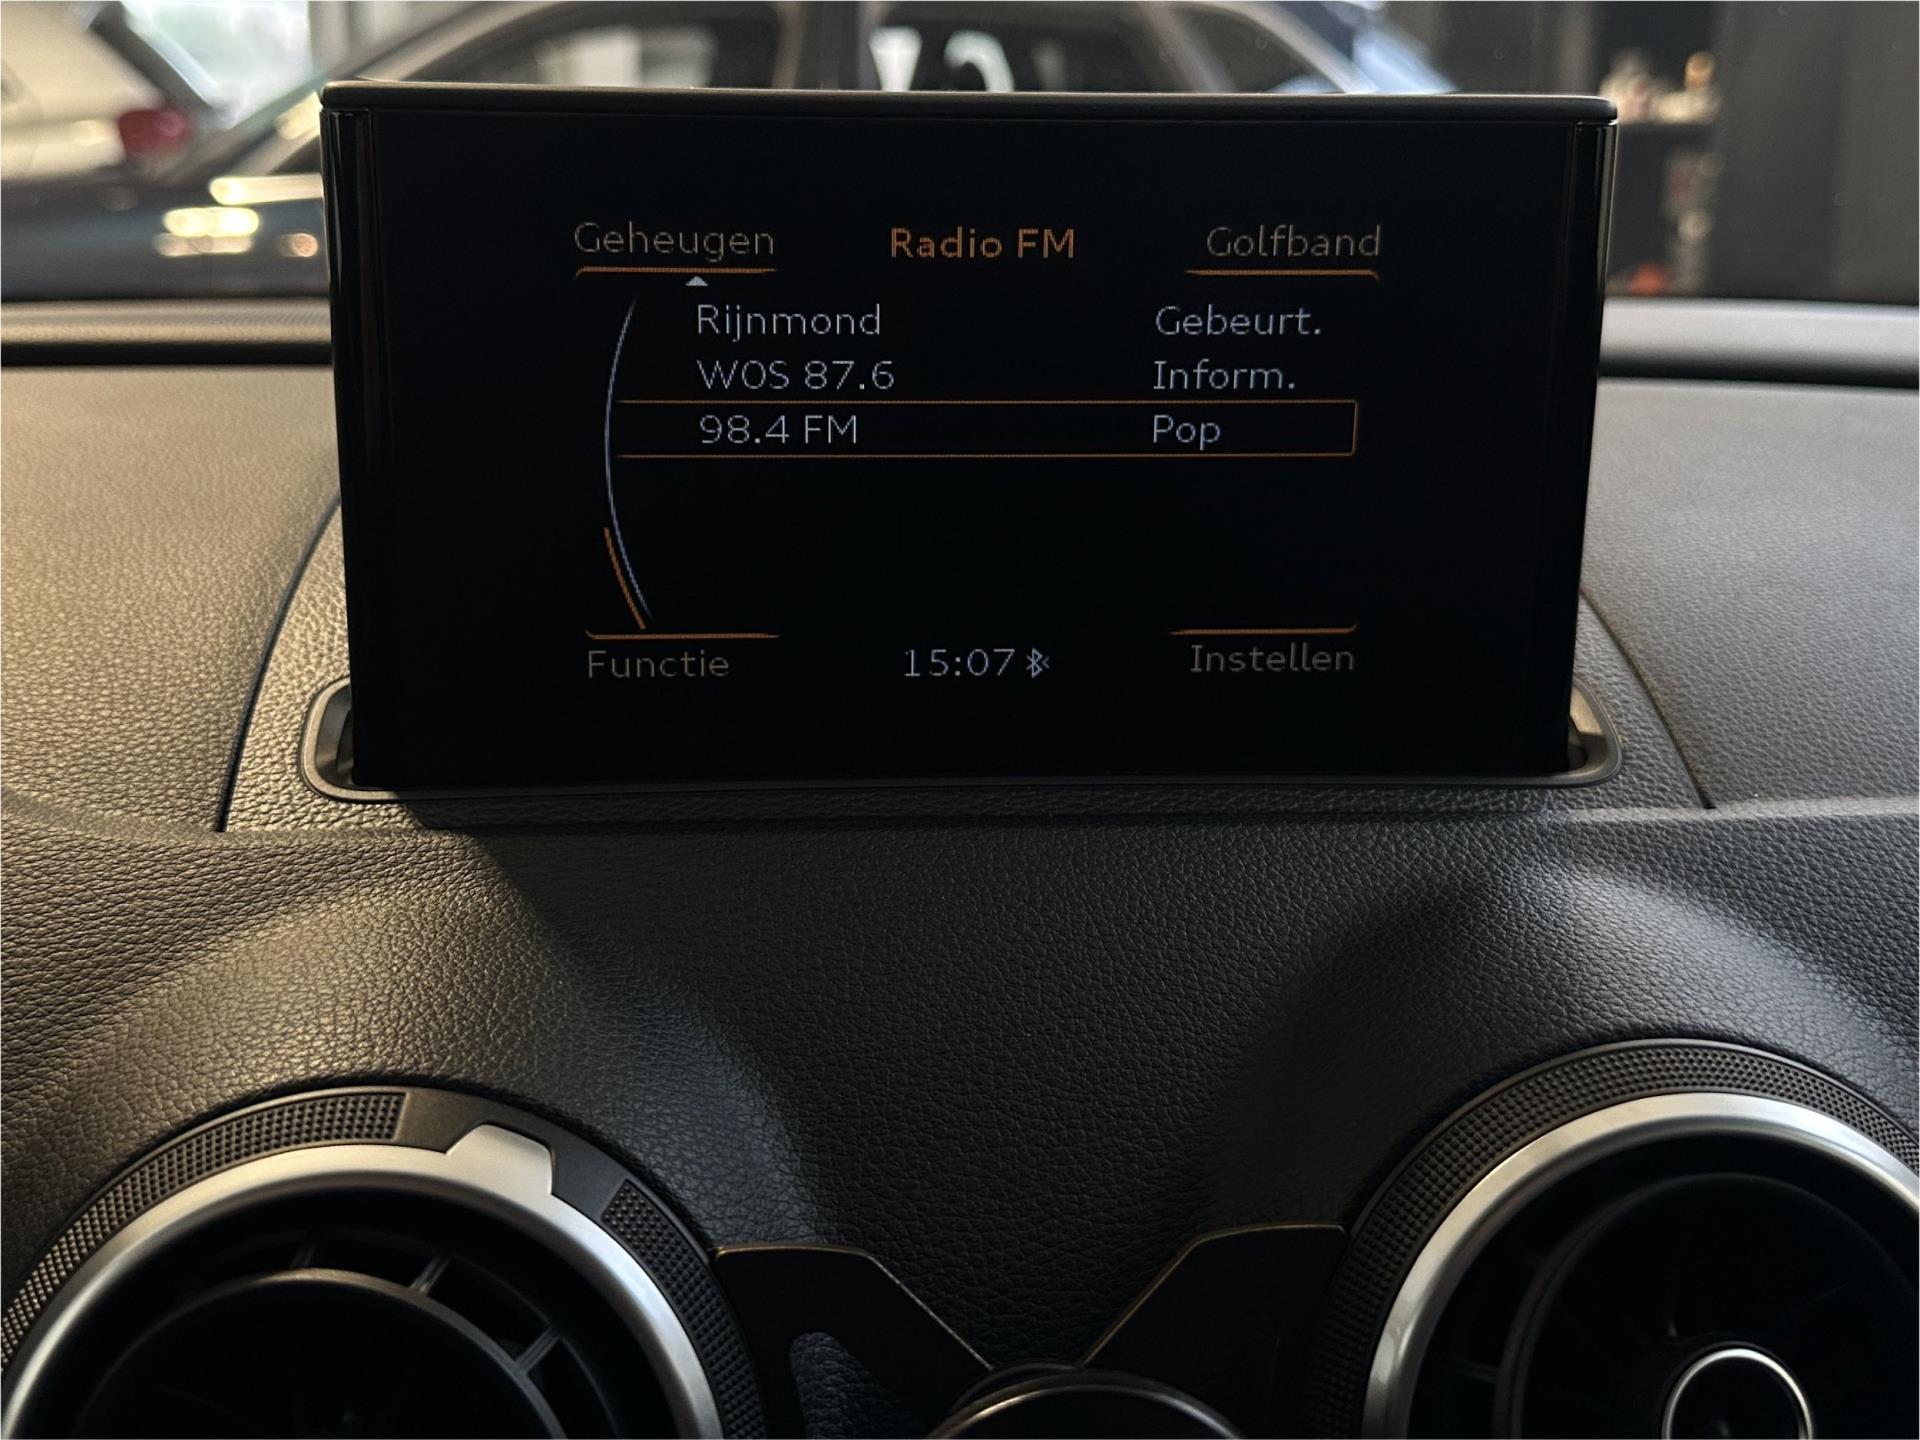 Geheugen Radio FM Golfband
Rijnmond Gebeurt.
WOS 87.6 Inform.
98.4 FM Pop
Functie 15:07 Instellen